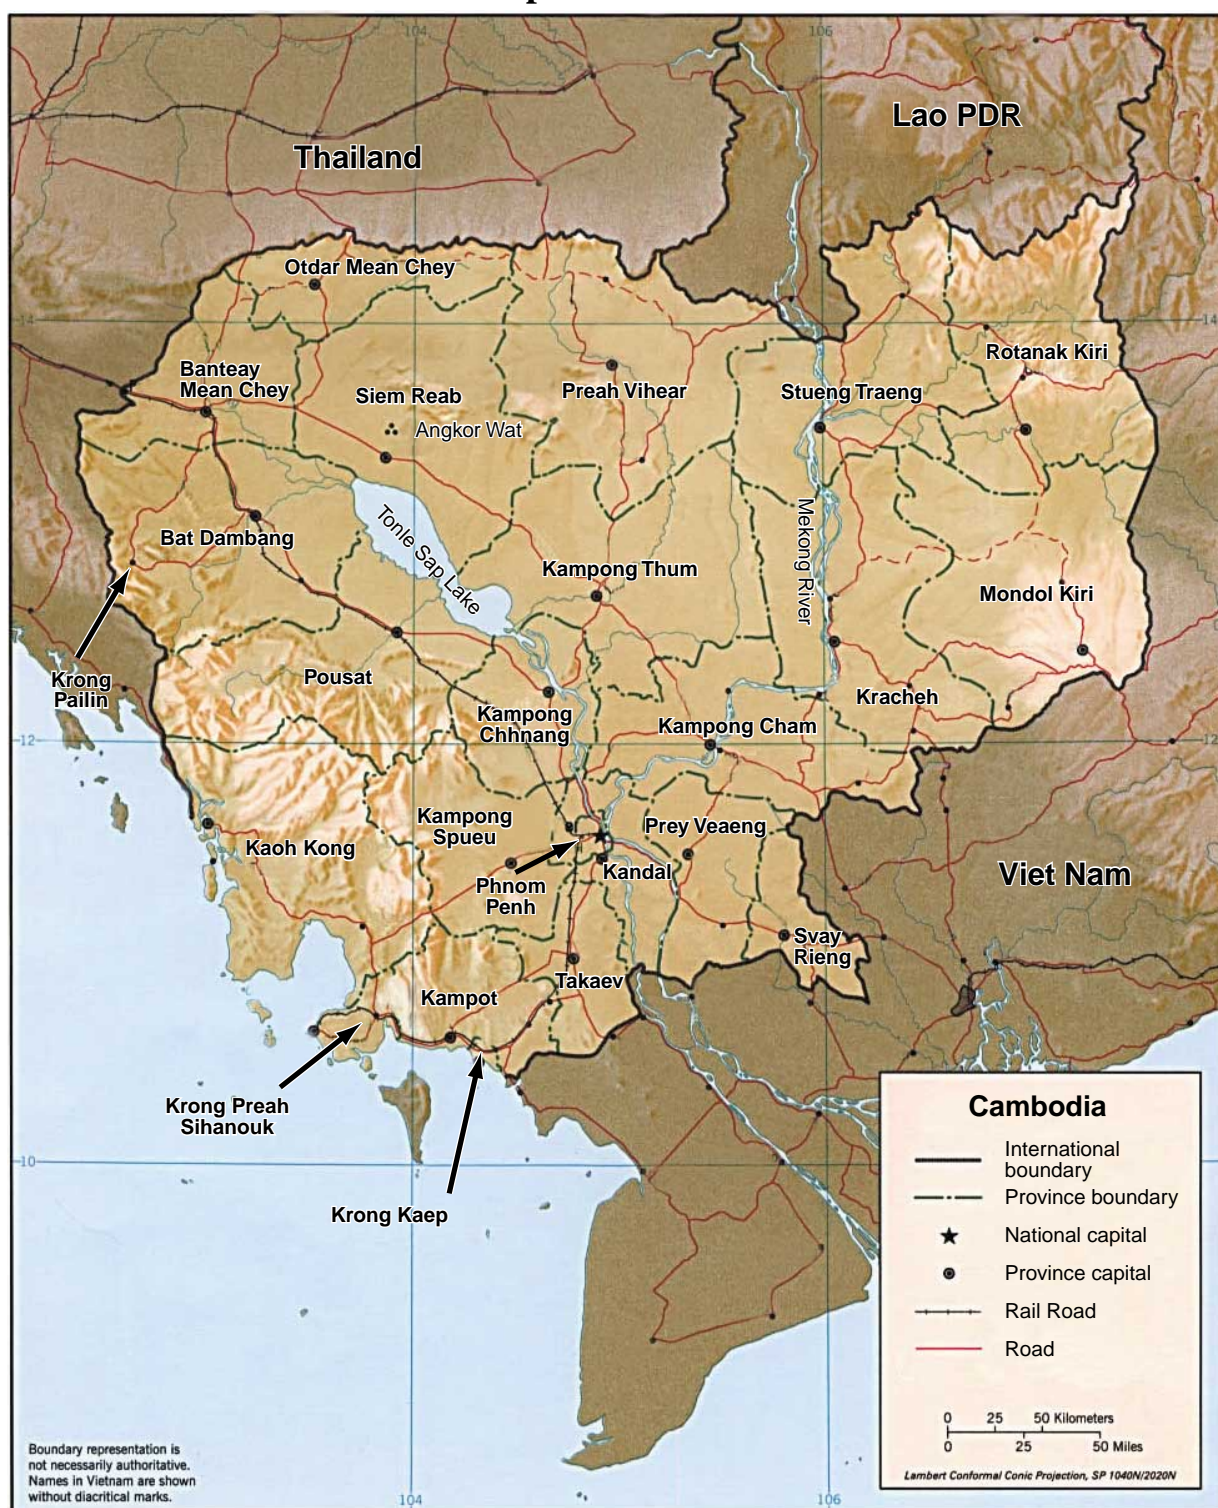 104
106
Lao PDR
Thailand
Otdar Mean Chey
14
14
Banteay
Mean Chey
Siem Reab
Angkor Wat
Preah Vihear
Stueng Traeng
Rotanak Kiri
Bat Dambang
Tonle Sap Lake
Kampong Thum
Mekong River
Mondol Kiri
Krong
Pailin
Pousat
Kampong
Chhnang
Kampong Cham
Kracheh
12
12
Kaoh Kong
Kampong
Spueu
Prey Veaeng
Phnom
Penh
Kandal
Viet Nam
Svay
Rieng
Takaev
Kampot
Krong Preah
Sihanouk
Krong Kaep
10
Cambodia
International
boundary
Province boundary
National capital
Province capital
Rail Road
Road
0 25 50 Kilometers
0 25 50 Miles
Lambert Conformal Conic Projection, SP 1040N/2020N
Boundary representation is
not necessarily authoritative.
Names in Vietnam are shown
without diacritical marks.
104
106